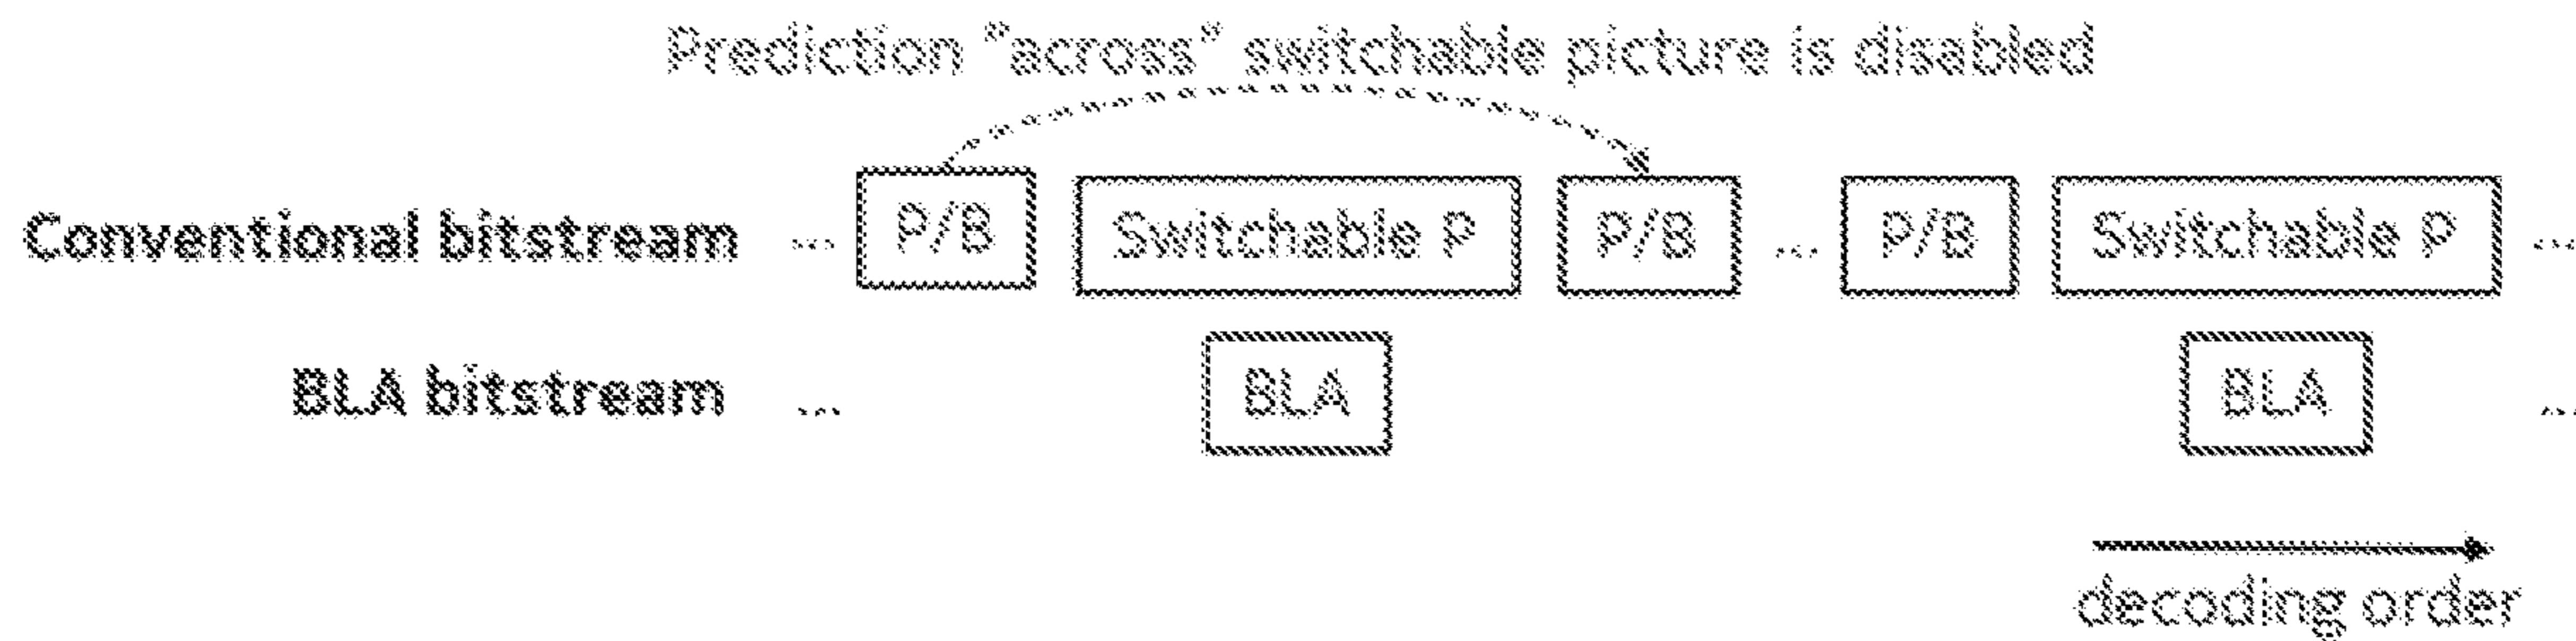 Prediction "across" switchable picture is disabled
Conventional bitstream ... P/B Switchable P P/B ... P/B Switchable P ...
BLA bitstream ... BLA BLA ...
decoding order